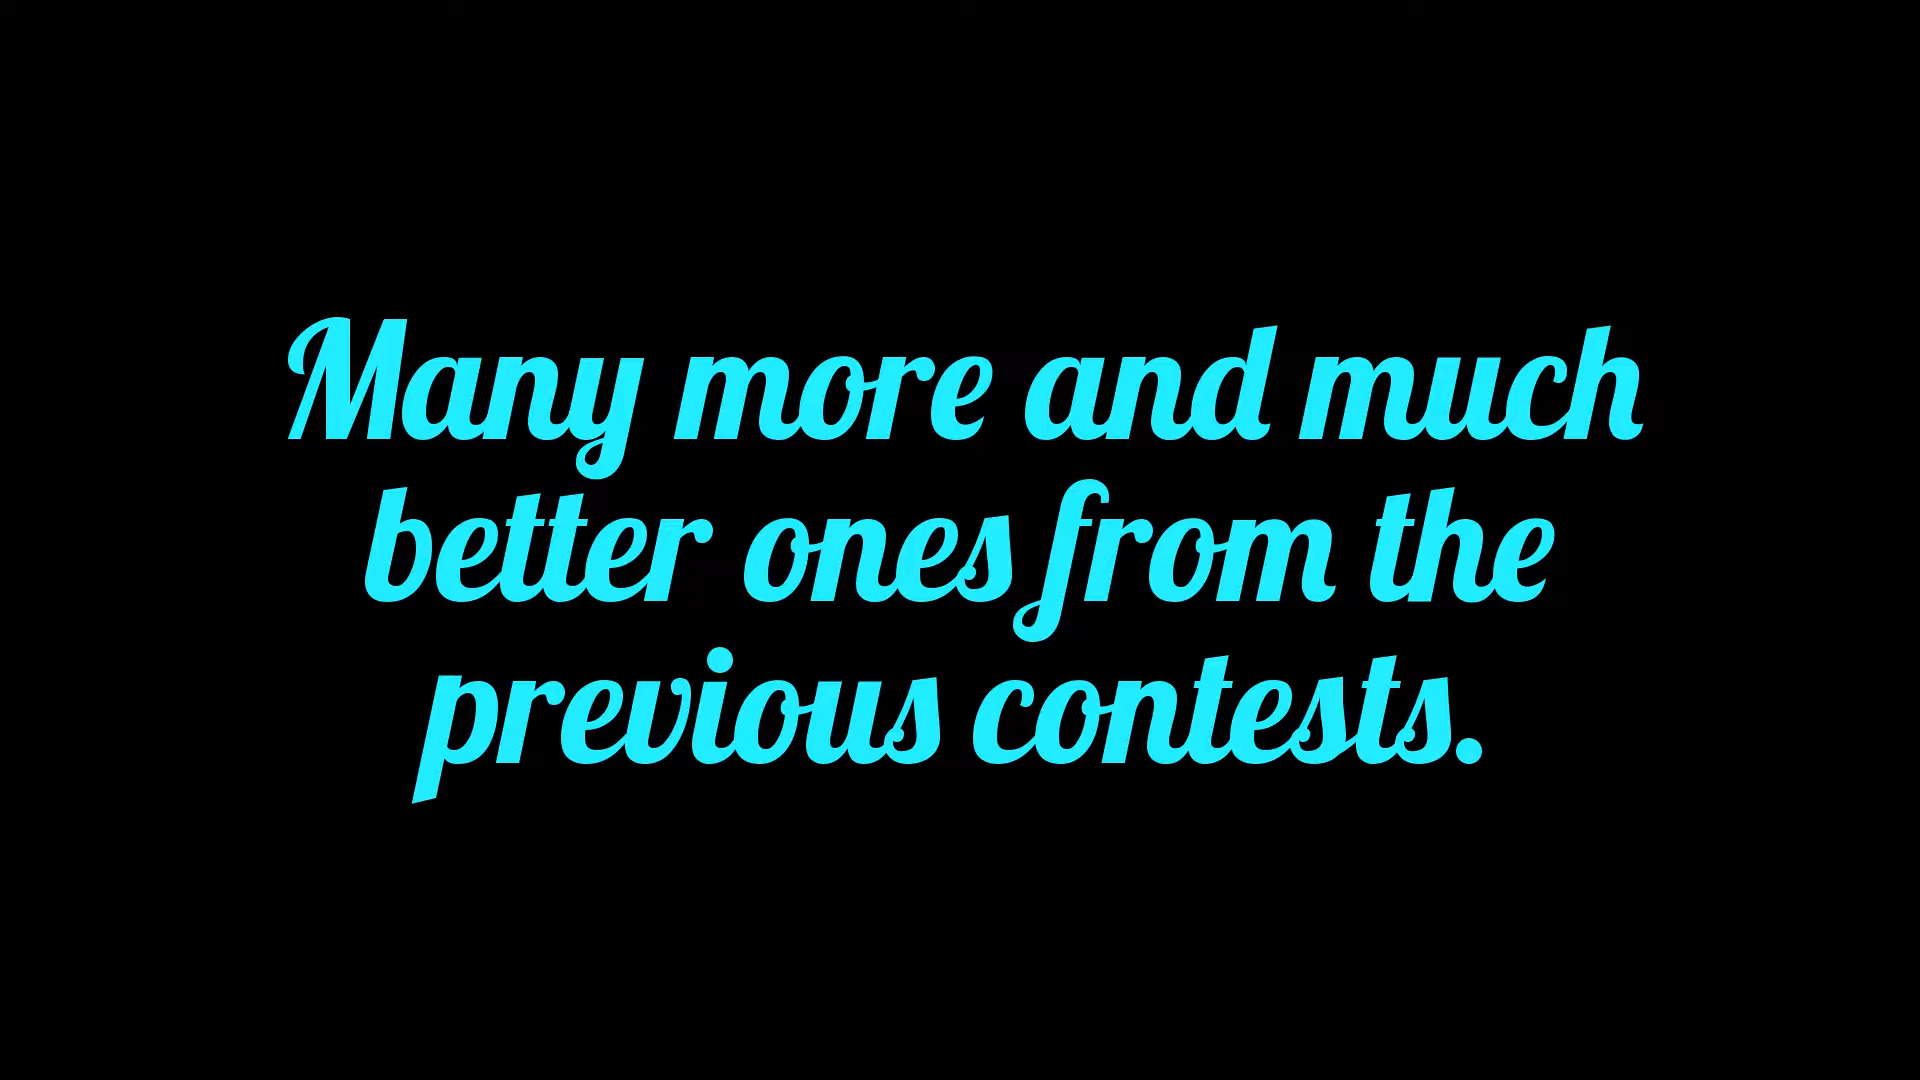 Many more and much
better ones from the
previous contests.